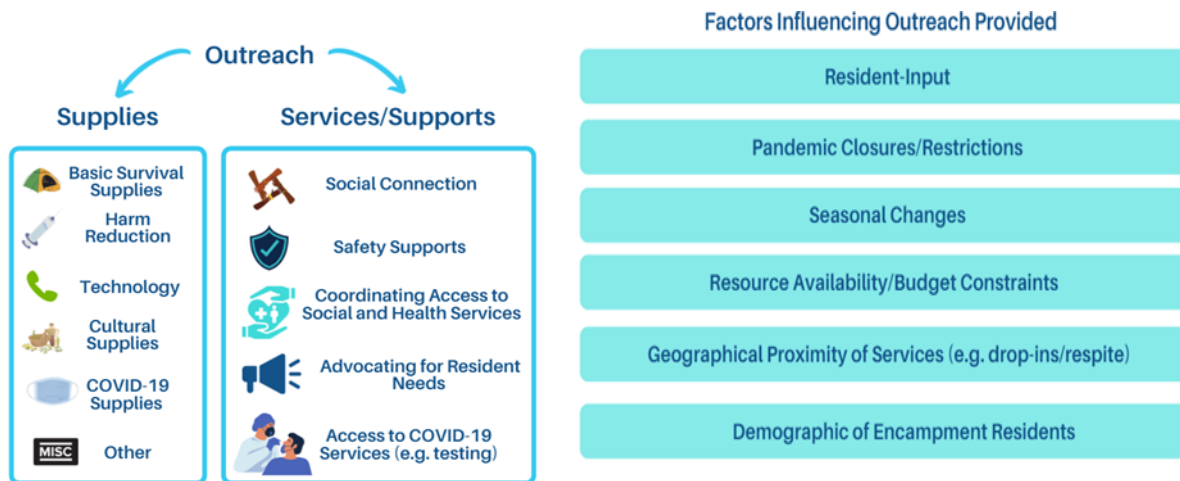 Outreach
Supplies
Basic Survival
Supplies
Harm
Reduction
Technology
Cultural
Supplies
COVID-19
Supplies
MISC
Other
Services/Supports
Social Connection
Safety Supports
Coordinating Access to
Social and Health Services
Advocating for Resident
Needs
Access to COVID-19
Services (e.g. testing)
Factors Influencing Outreach Provided
Resident-Input
Pandemic Closures/Restrictions
Seasonal Changes
Resource Availability/Budget Constraints
Geographical Proximity of Services (e.g. drop-ins/respite)
Demographic of Encampment Residents